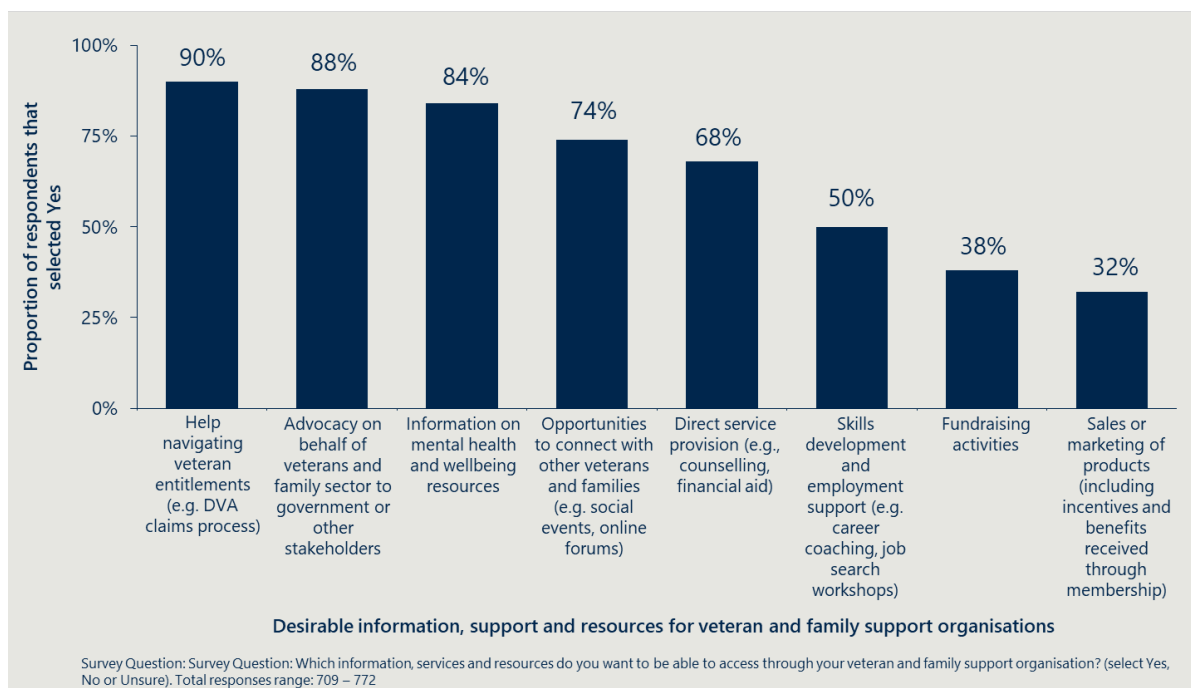 100%
75%
50%
25%
0%
Proportion of respondents that
selected Yes
90%
88%
84%
74%
68%
50%
38%
32%
Help
navigating
veteran
entitlements
(e.g. DVA
claims process)
Advocacy on
behalf of
veterans and
family sector to
government or
other
stakeholders
Information on
mental health
and wellbeing
resources
Opportunities
to connect with
other veterans
and families
(e.g. social
events, online
forums)
Direct service
provision (e.g.,
counselling,
financial aid)
Skills
development
and
employment
support (e.g.
career
coaching, job
search
workshops)
Fundraising
activities
Sales or
marketing of
products
(including
incentives and
benefits
received
through
membership)
Desirable information, support and resources for veteran and family support organisations
Survey Question: Survey Question: Which information, services and resources do you want to be able to access through your veteran and family support organisation? (select Yes,
No or Unsure). Total responses range: 709 – 772